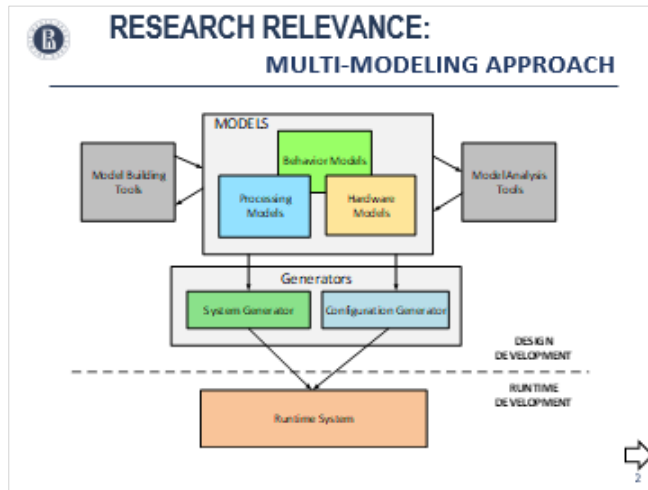 RESEARCH RELEVANCE:
MULTI-MODELING APPROACH
MODELS
Behavior Models
Model Building
Tools
Model Analysis
Tools
Processing
Models
Hardware
Models
Generators
System Generator
Configuration Generator
DESIGN
DEVELOPMENT
RUNTIME
DEVELOPMENT
Runtime System
2